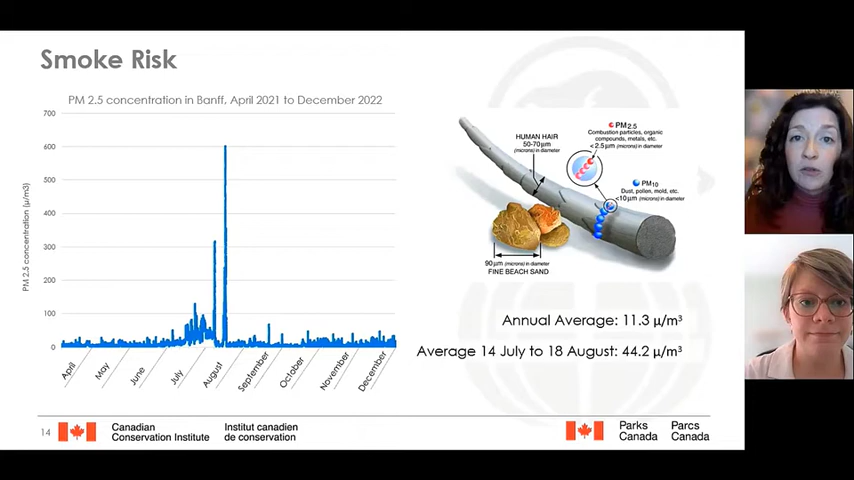 Smoke Risk
PM 2.5 concentration in Banff, April 2021 to December 2022
PM 2.5 concentration (µ/m3)
700
600
500
400
300
200
100
0
April
May
June
July
August
September
October
November
December
HUMAN HAIR
50-70µm
(microns) in diameter
PM2.5
Combustion particles, organic
compounds, metals, etc.
<2.5µm (microns) in diameter
PM10
Dust, pollen, mold, etc.
<10µm (microns) in diameter
90µm (microns) in diameter
FINE BEACH SAND
Annual Average: 11.3 µ/m³
Average 14 July to 18 August: 44.2 µ/m³
14
Canadian
Conservation Institute
Institut canadien
de conservation
Parks
Canada
Parcs
Canada